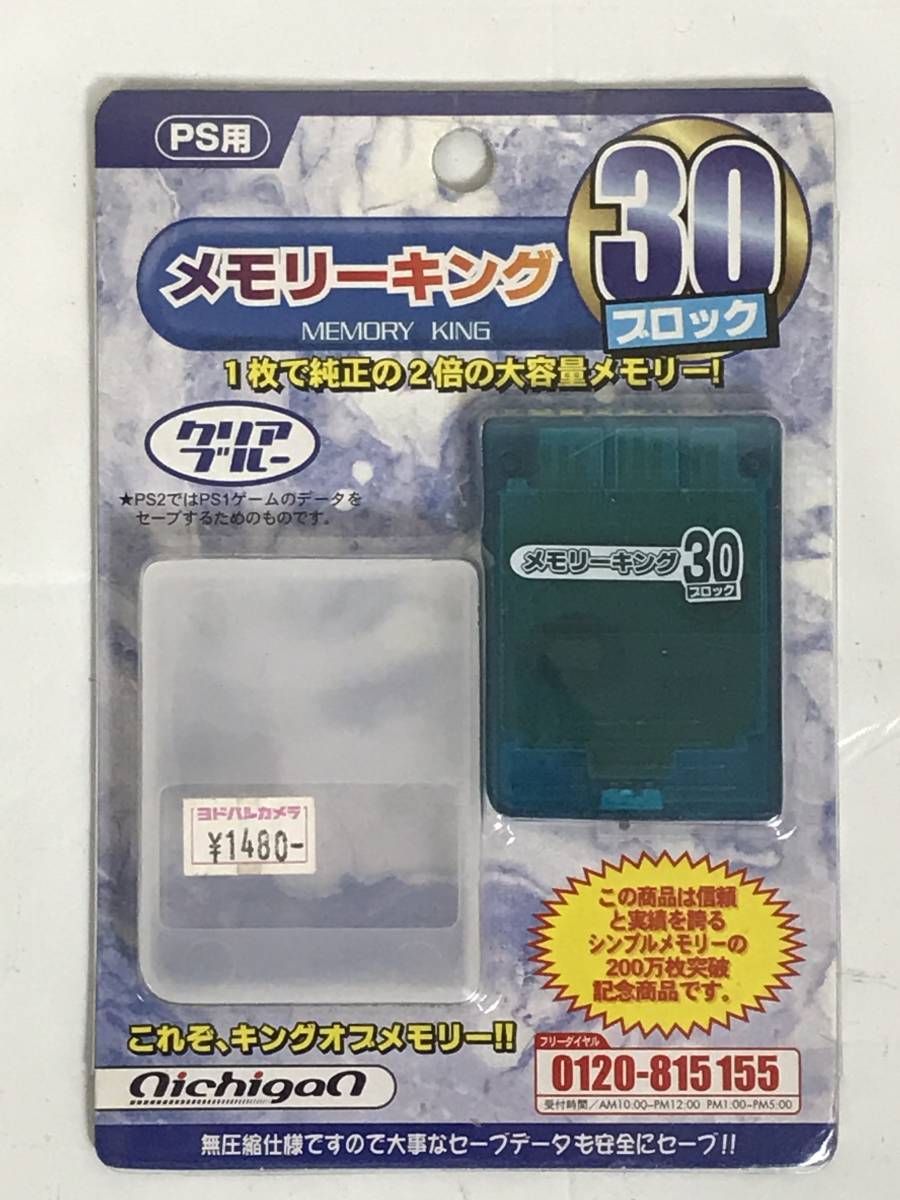 PS用
30
ブロック
メモリーキング
MEMORY KING
1枚で純正の2倍の大容量メモリー!
クリア
ブルー
★PS2ではPS1ゲームのデータを
セーブするためのものです。
メモリーキング30
ブロック
ヨドバシカメラ
¥1480-
この商品は信頼
と実績を誇る
シンプルメモリーの
200万枚突破
記念商品です。
これぞ、キングオブメモリー!!
nichigan
フリーダイヤル
0120-815155
受付時間/AM10:00~PM12:00 PM1:00~PM5:00
無圧縮仕様ですので大事なセーブデータも安全にセーブ!!